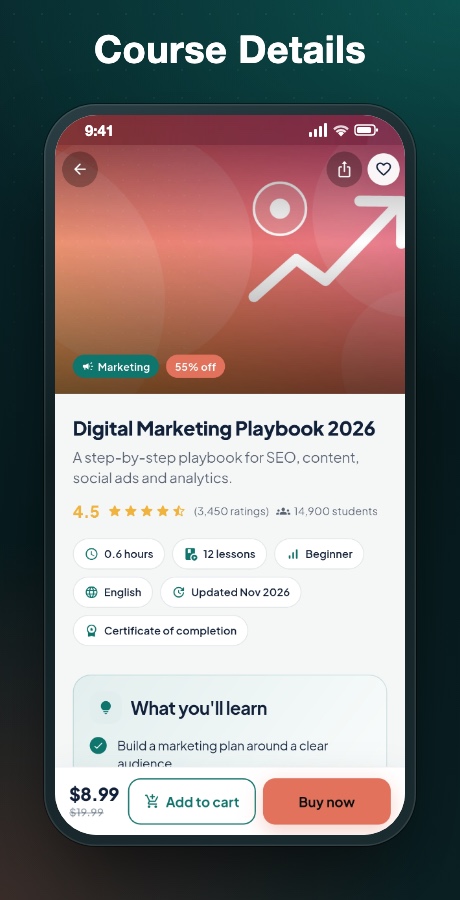 Course Details
9:41
Marketing
55% off
Digital Marketing Playbook 2026
A step-by-step playbook for SEO, content,
social ads and analytics.
4.5 (3,450 ratings) 14,900 students
0.6 hours 12 lessons Beginner
English Updated Nov 2026
Certificate of completion
What you'll learn
Build a marketing plan around a clear
audience
$8.99
$19.99
Add to cart
Buy now